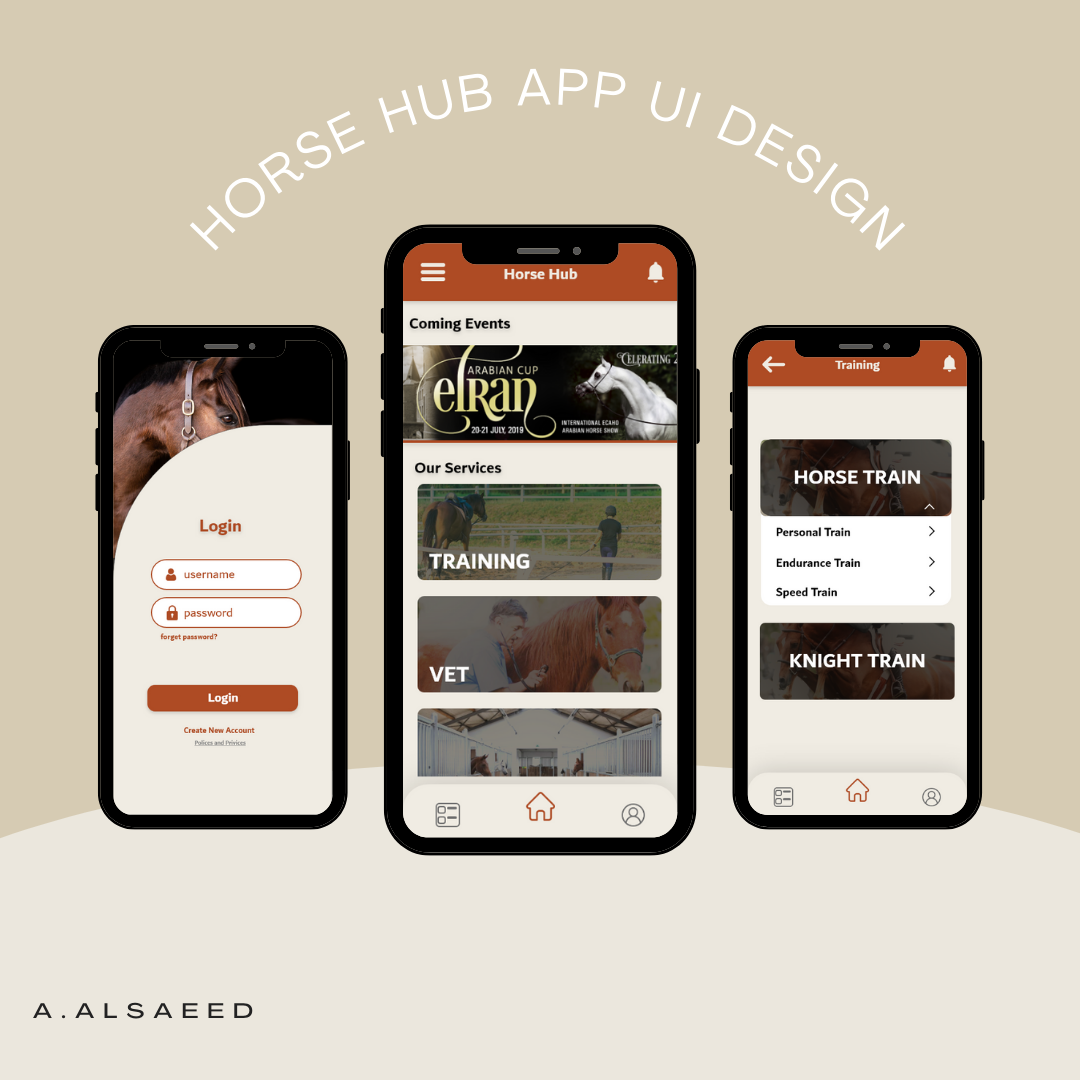 HORSE HUB APP UI DESIGN
Login
username
password
forget password?
Login
Create New Account
Polices and Privices
Horse Hub
Coming Events
ARABIAN CUP
elran
20-21 JULY, 2019
CELEBRATING 2
INTERNATIONAL ECAHO
ARABIAN HORSE SHOW
Our Services
TRAINING
VET
Training
HORSE TRAIN
Personal Train
Endurance Train
Speed Train
KNIGHT TRAIN
A.ALSAEED